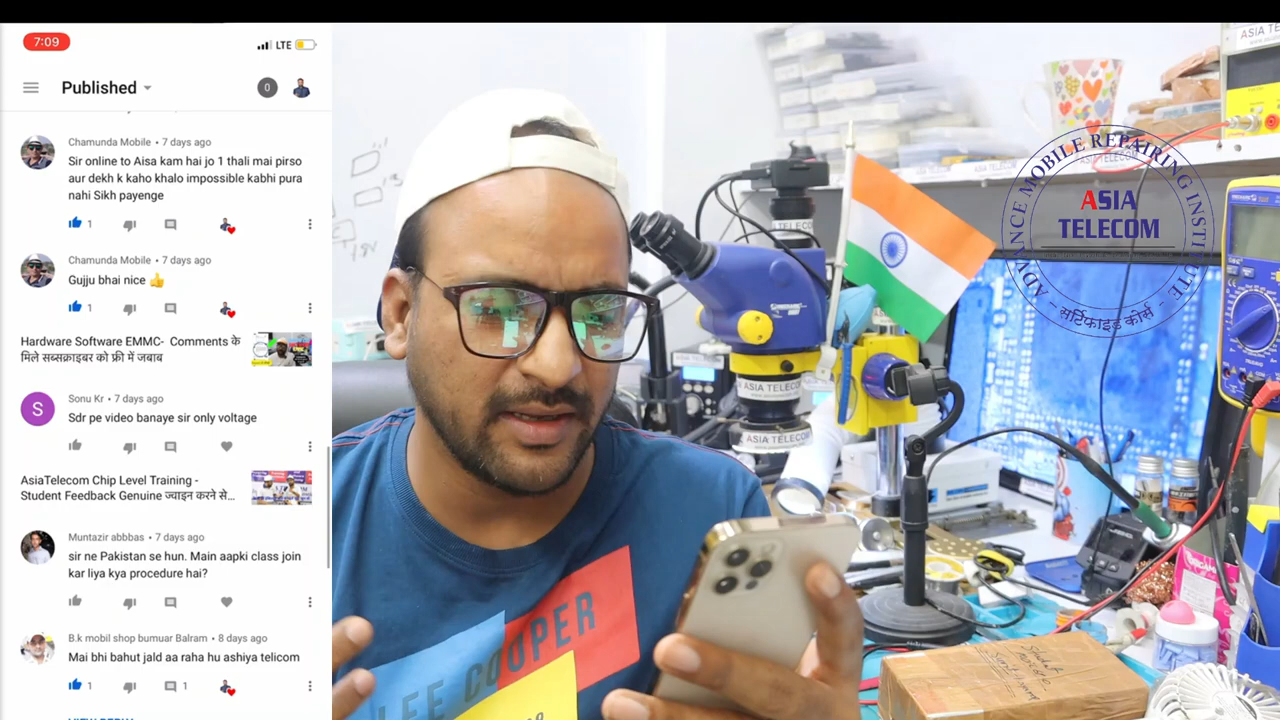 7:09
LTE
Published
0
Chamunda Mobile • 7 days ago
Sir online to Aisa kam hai jo 1 thali mai pirso
aur dekh k kaho khalo impossible kabhi pura
nahi Sikh payenge
1
Chamunda Mobile • 7 days ago
Gujju bhai nice 👍
1
Hardware Software EMMC- Comments के
मिले सब्सक्राइबर को फ्री में जबाब
S
Sonu Kr • 7 days ago
Sdr pe video banaye sir only voltage
AsiaTelecom Chip Level Training -
Student Feedback Genuine ज्वाइन करने से...
Muntazir abbbas • 7 days ago
sir ne Pakistan se hun. Main aapki class join
kar liya kya procedure hai?
B.k mobil shop bumuar Balram • 8 days ago
Mai bhi bahut jald aa raha hu ashiya telicom
1
1
ADVANCE MOBILE REPAIRING INSTITUTE
ASIA
TELECOM
सर्टिफाइड कोर्स
ASIA TELECOM
ASIA TELECOM
LEE COOPER